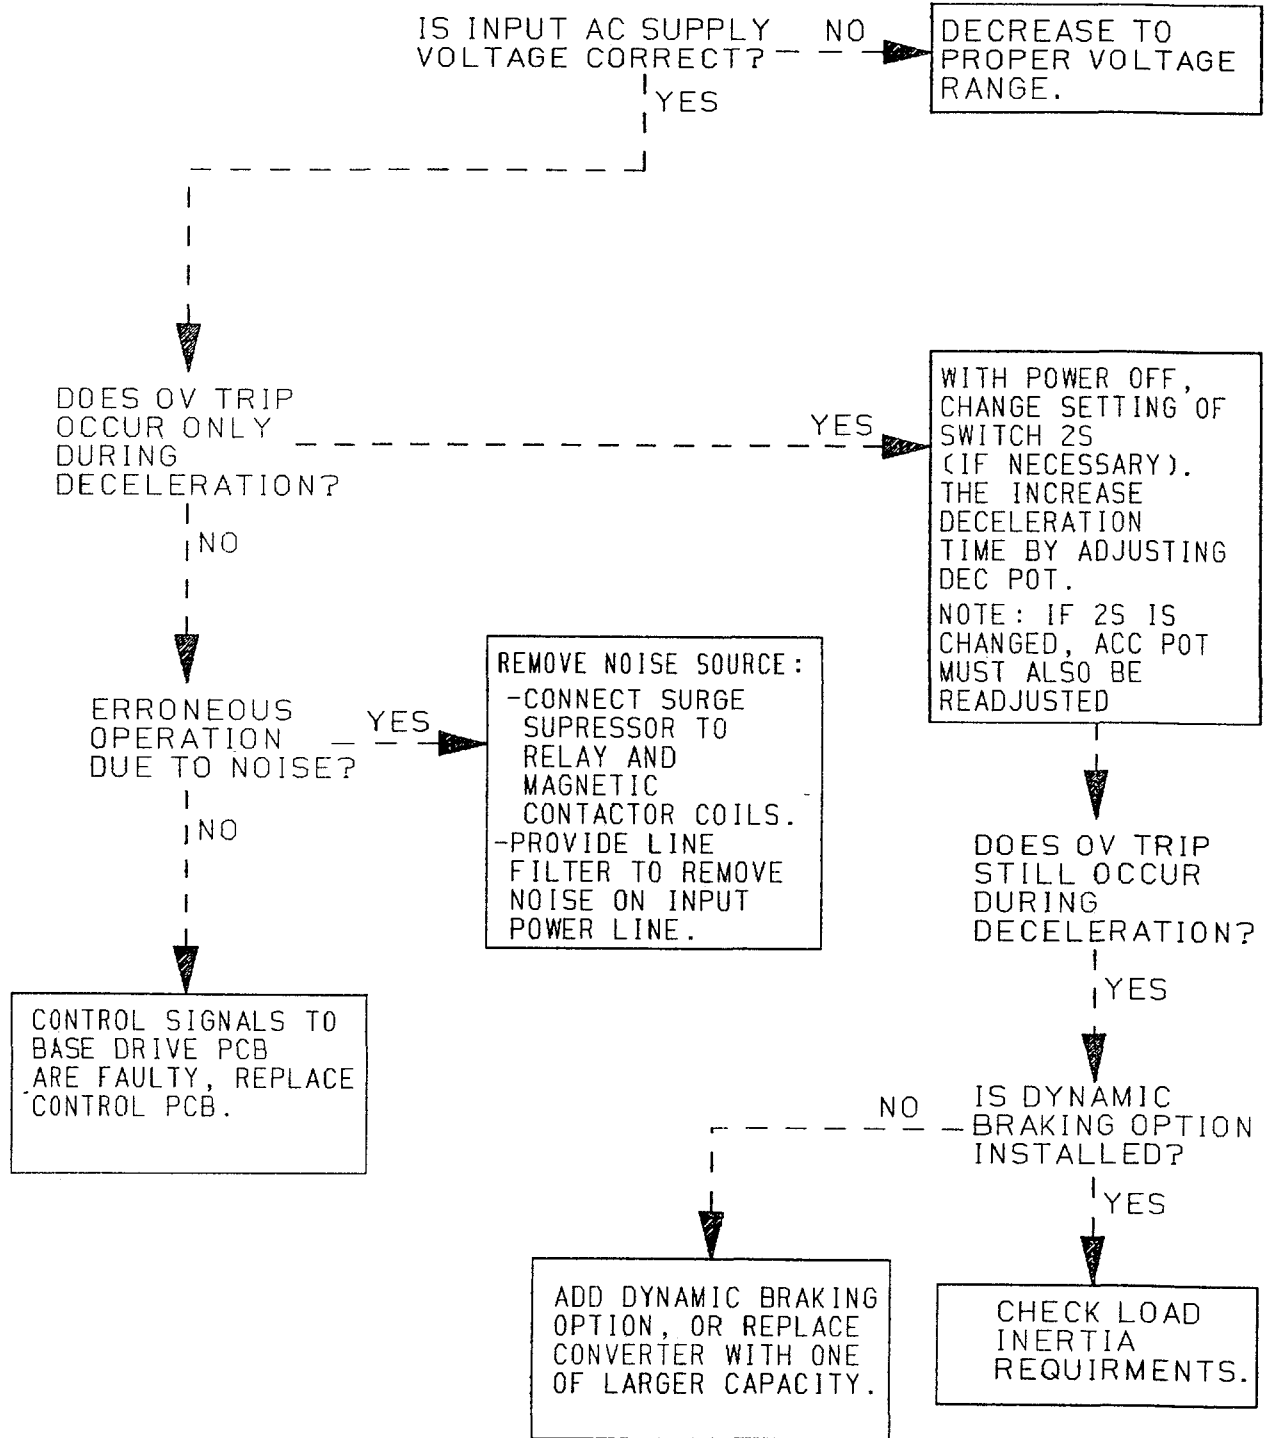 IS INPUT AC SUPPLY
VOLTAGE CORRECT?
NO
DECREASE TO
PROPER VOLTAGE
RANGE.
YES
DOES OV TRIP
OCCUR ONLY
DURING
DECELERATION?
YES
WITH POWER OFF,
CHANGE SETTING OF
SWITCH 2S
(IF NECESSARY).
THE INCREASE
DECELERATION
TIME BY ADJUSTING
DEC POT.
NOTE: IF 2S IS
CHANGED, ACC POT
MUST ALSO BE
READJUSTED
NO
ERRONEOUS
OPERATION
DUE TO NOISE?
YES
REMOVE NOISE SOURCE:
-CONNECT SURGE
SUPRESSOR TO
RELAY AND
MAGNETIC
CONTACTOR COILS.
-PROVIDE LINE
FILTER TO REMOVE
NOISE ON INPUT
POWER LINE.
NO
CONTROL SIGNALS TO
BASE DRIVE PCB
ARE FAULTY, REPLACE
CONTROL PCB.
DOES OV TRIP
STILL OCCUR
DURING
DECELERATION?
YES
IS DYNAMIC
BRAKING OPTION
INSTALLED?
NO
YES
ADD DYNAMIC BRAKING
OPTION, OR REPLACE
CONVERTER WITH ONE
OF LARGER CAPACITY.
CHECK LOAD
INERTIA
REQUIRMENTS.